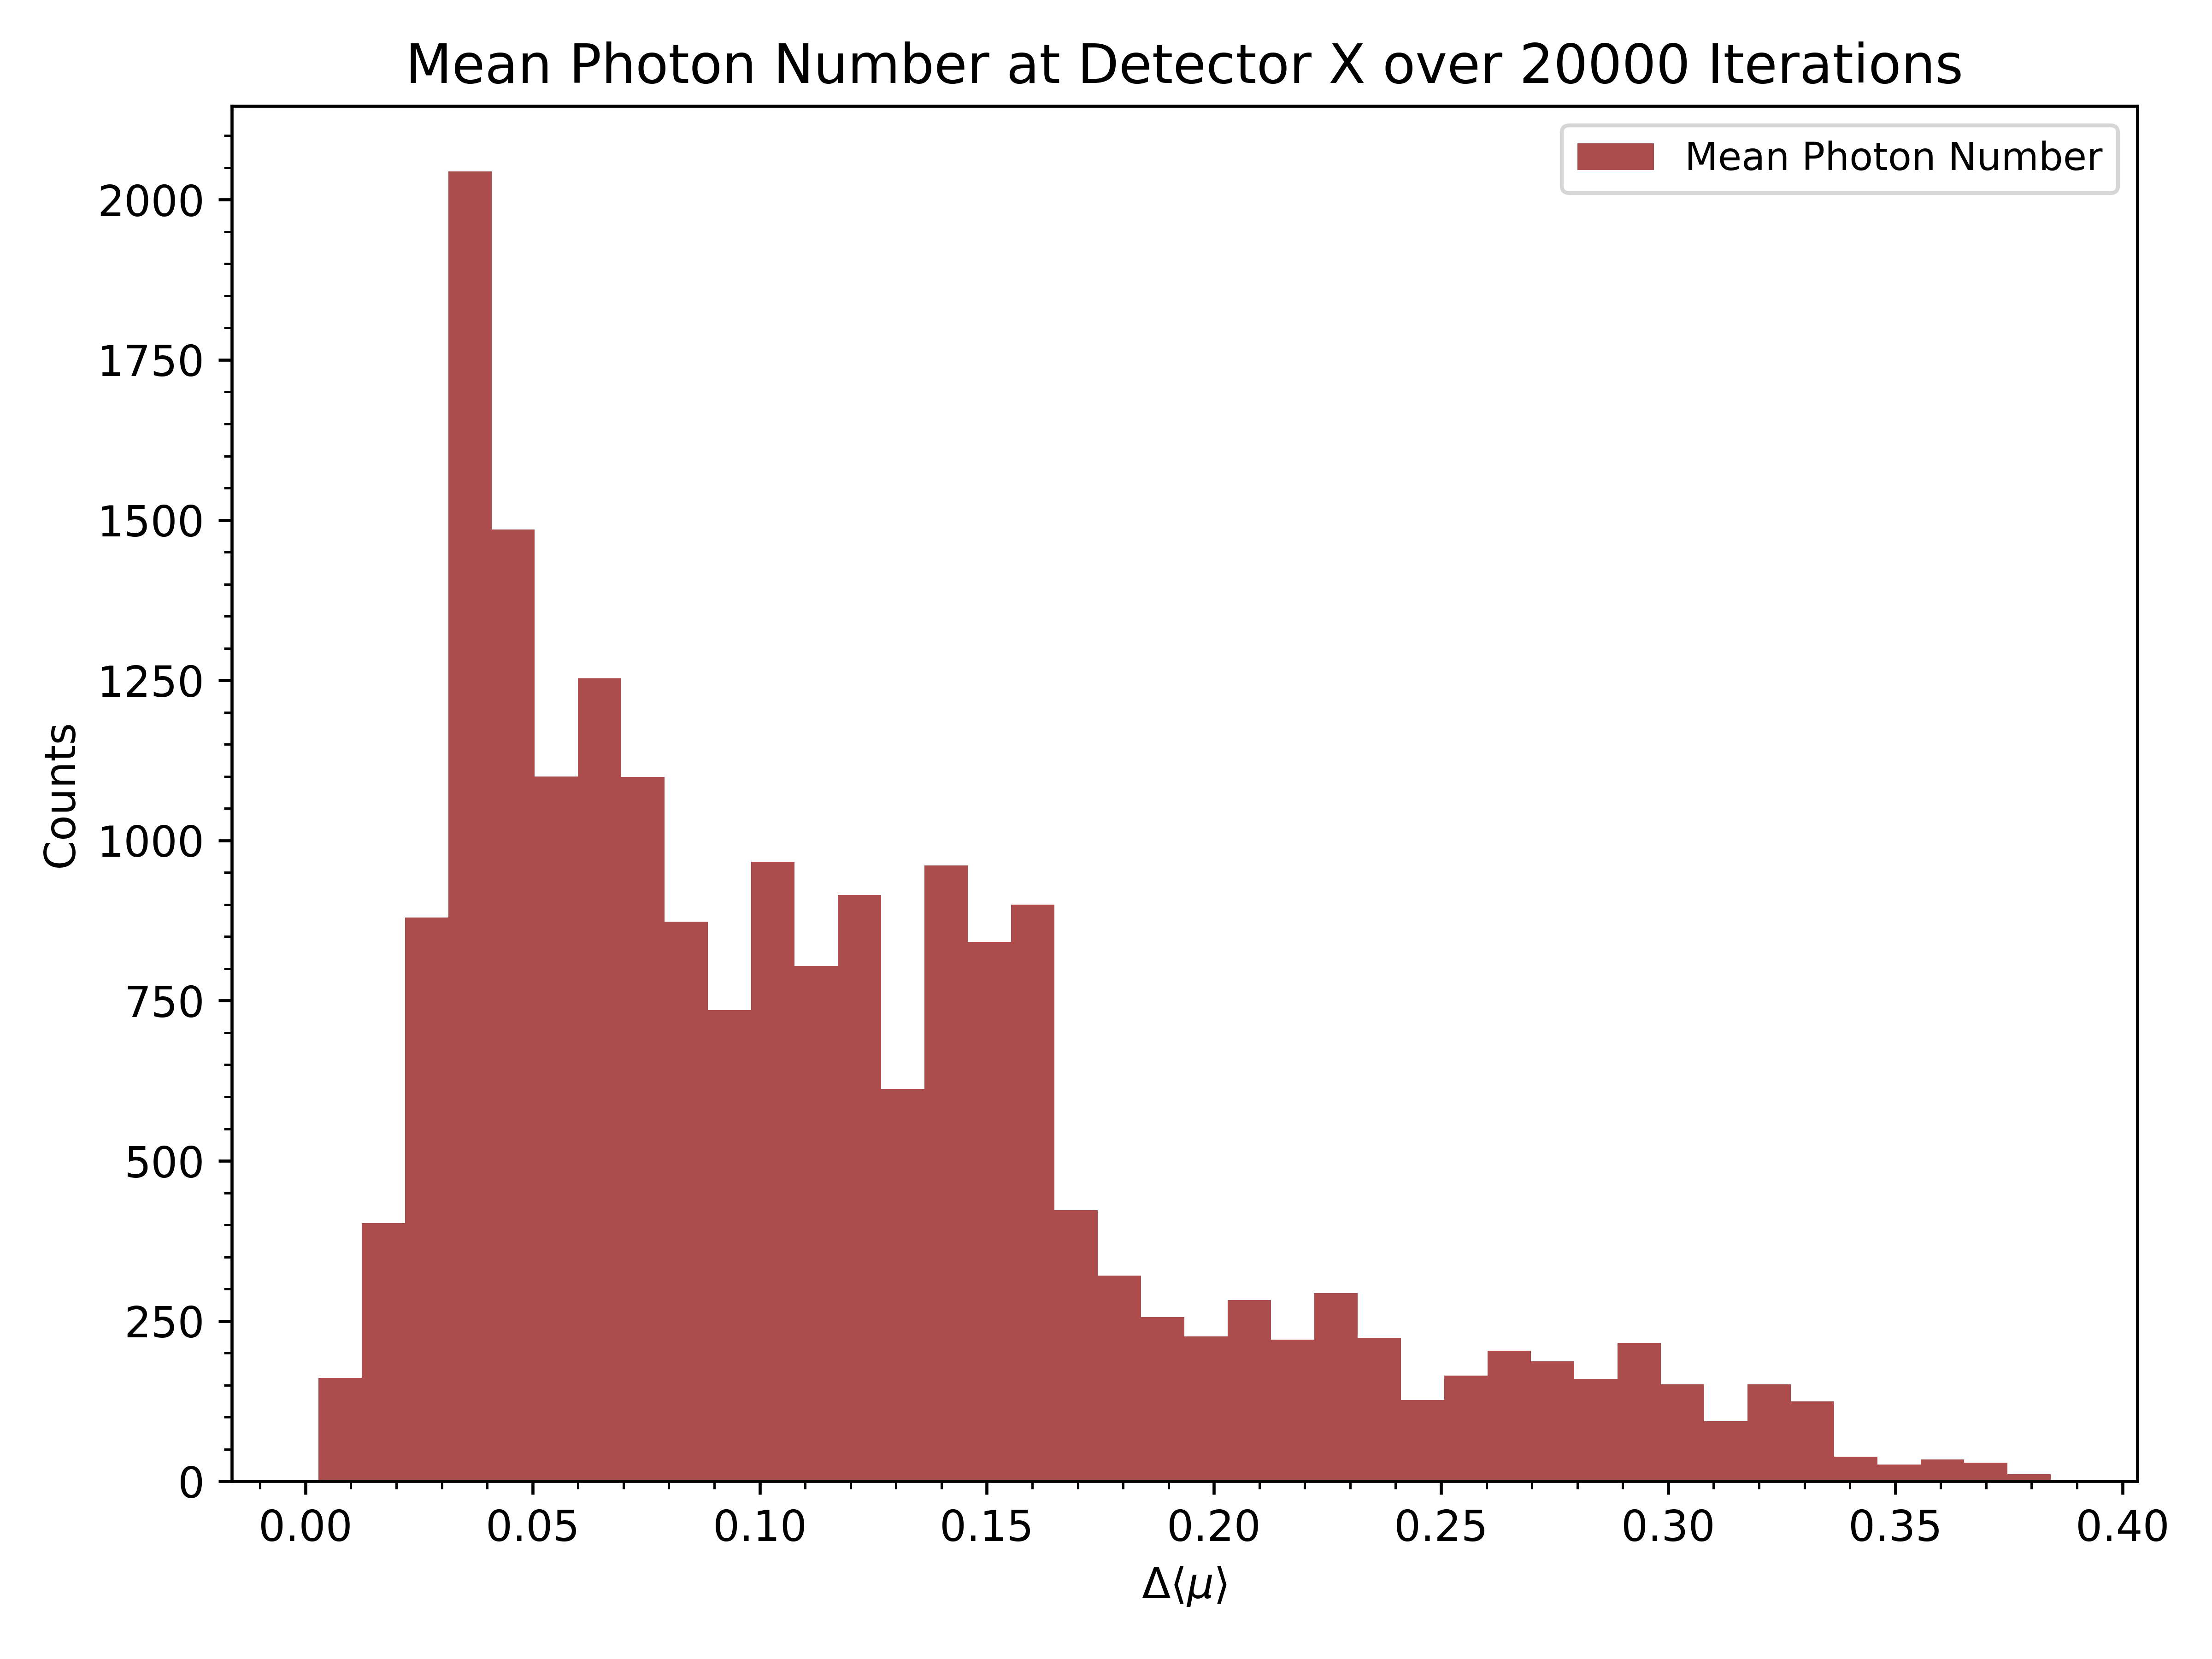 Mean Photon Number at Detector X over 20000 Iterations
Mean Photon Number
2000
1750
1500
1250
1000
750
500
250
0
Counts
0.00 0.05 0.10 0.15 0.20 0.25 0.30 0.35 0.40
Δ⟨μ⟩